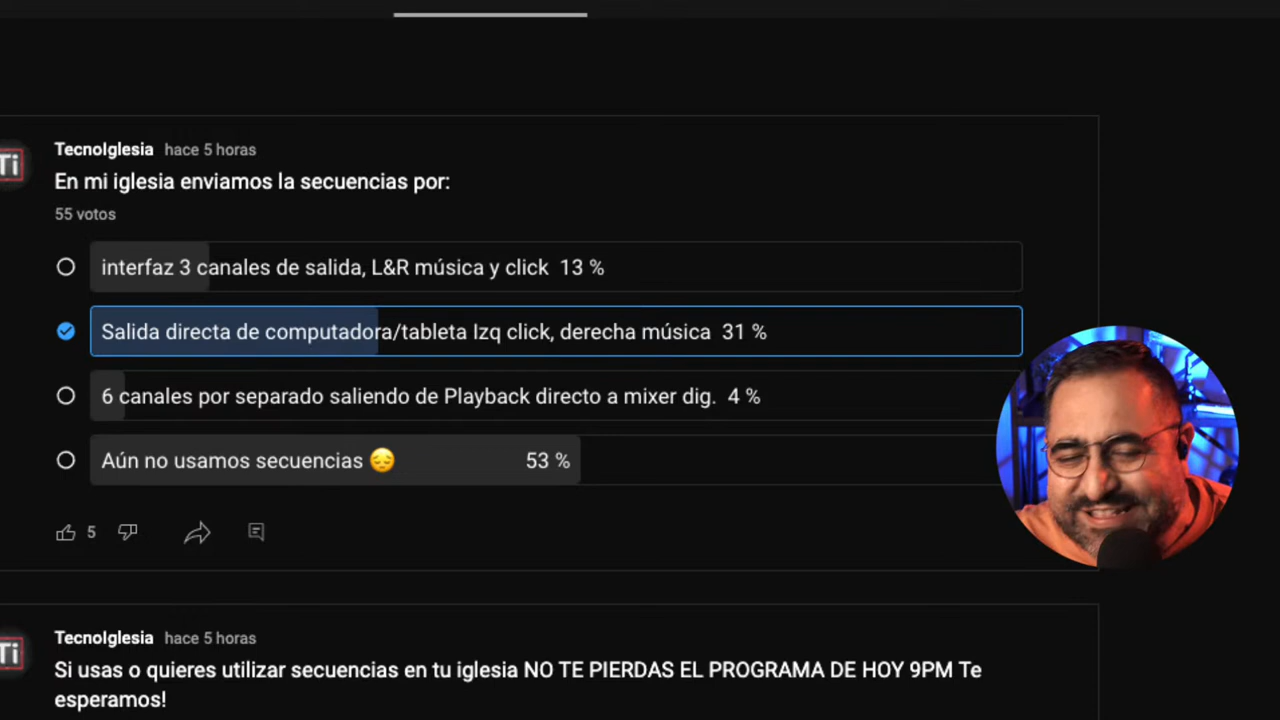 TecnoIglesia hace 5 horas
Ti
En mi iglesia enviamos la secuencias por:
55 votos
interfaz 3 canales de salida, L&R música y click 13 %
Salida directa de computadora/tableta Izq click, derecha música 31 %
6 canales por separado saliendo de Playback directo a mixer dig. 4 %
Aún no usamos secuencias 😔 53 %
5
TecnoIglesia hace 5 horas
Ti
Si usas o quieres utilizar secuencias en tu iglesia NO TE PIERDAS EL PROGRAMA DE HOY 9PM Te
esperamos!